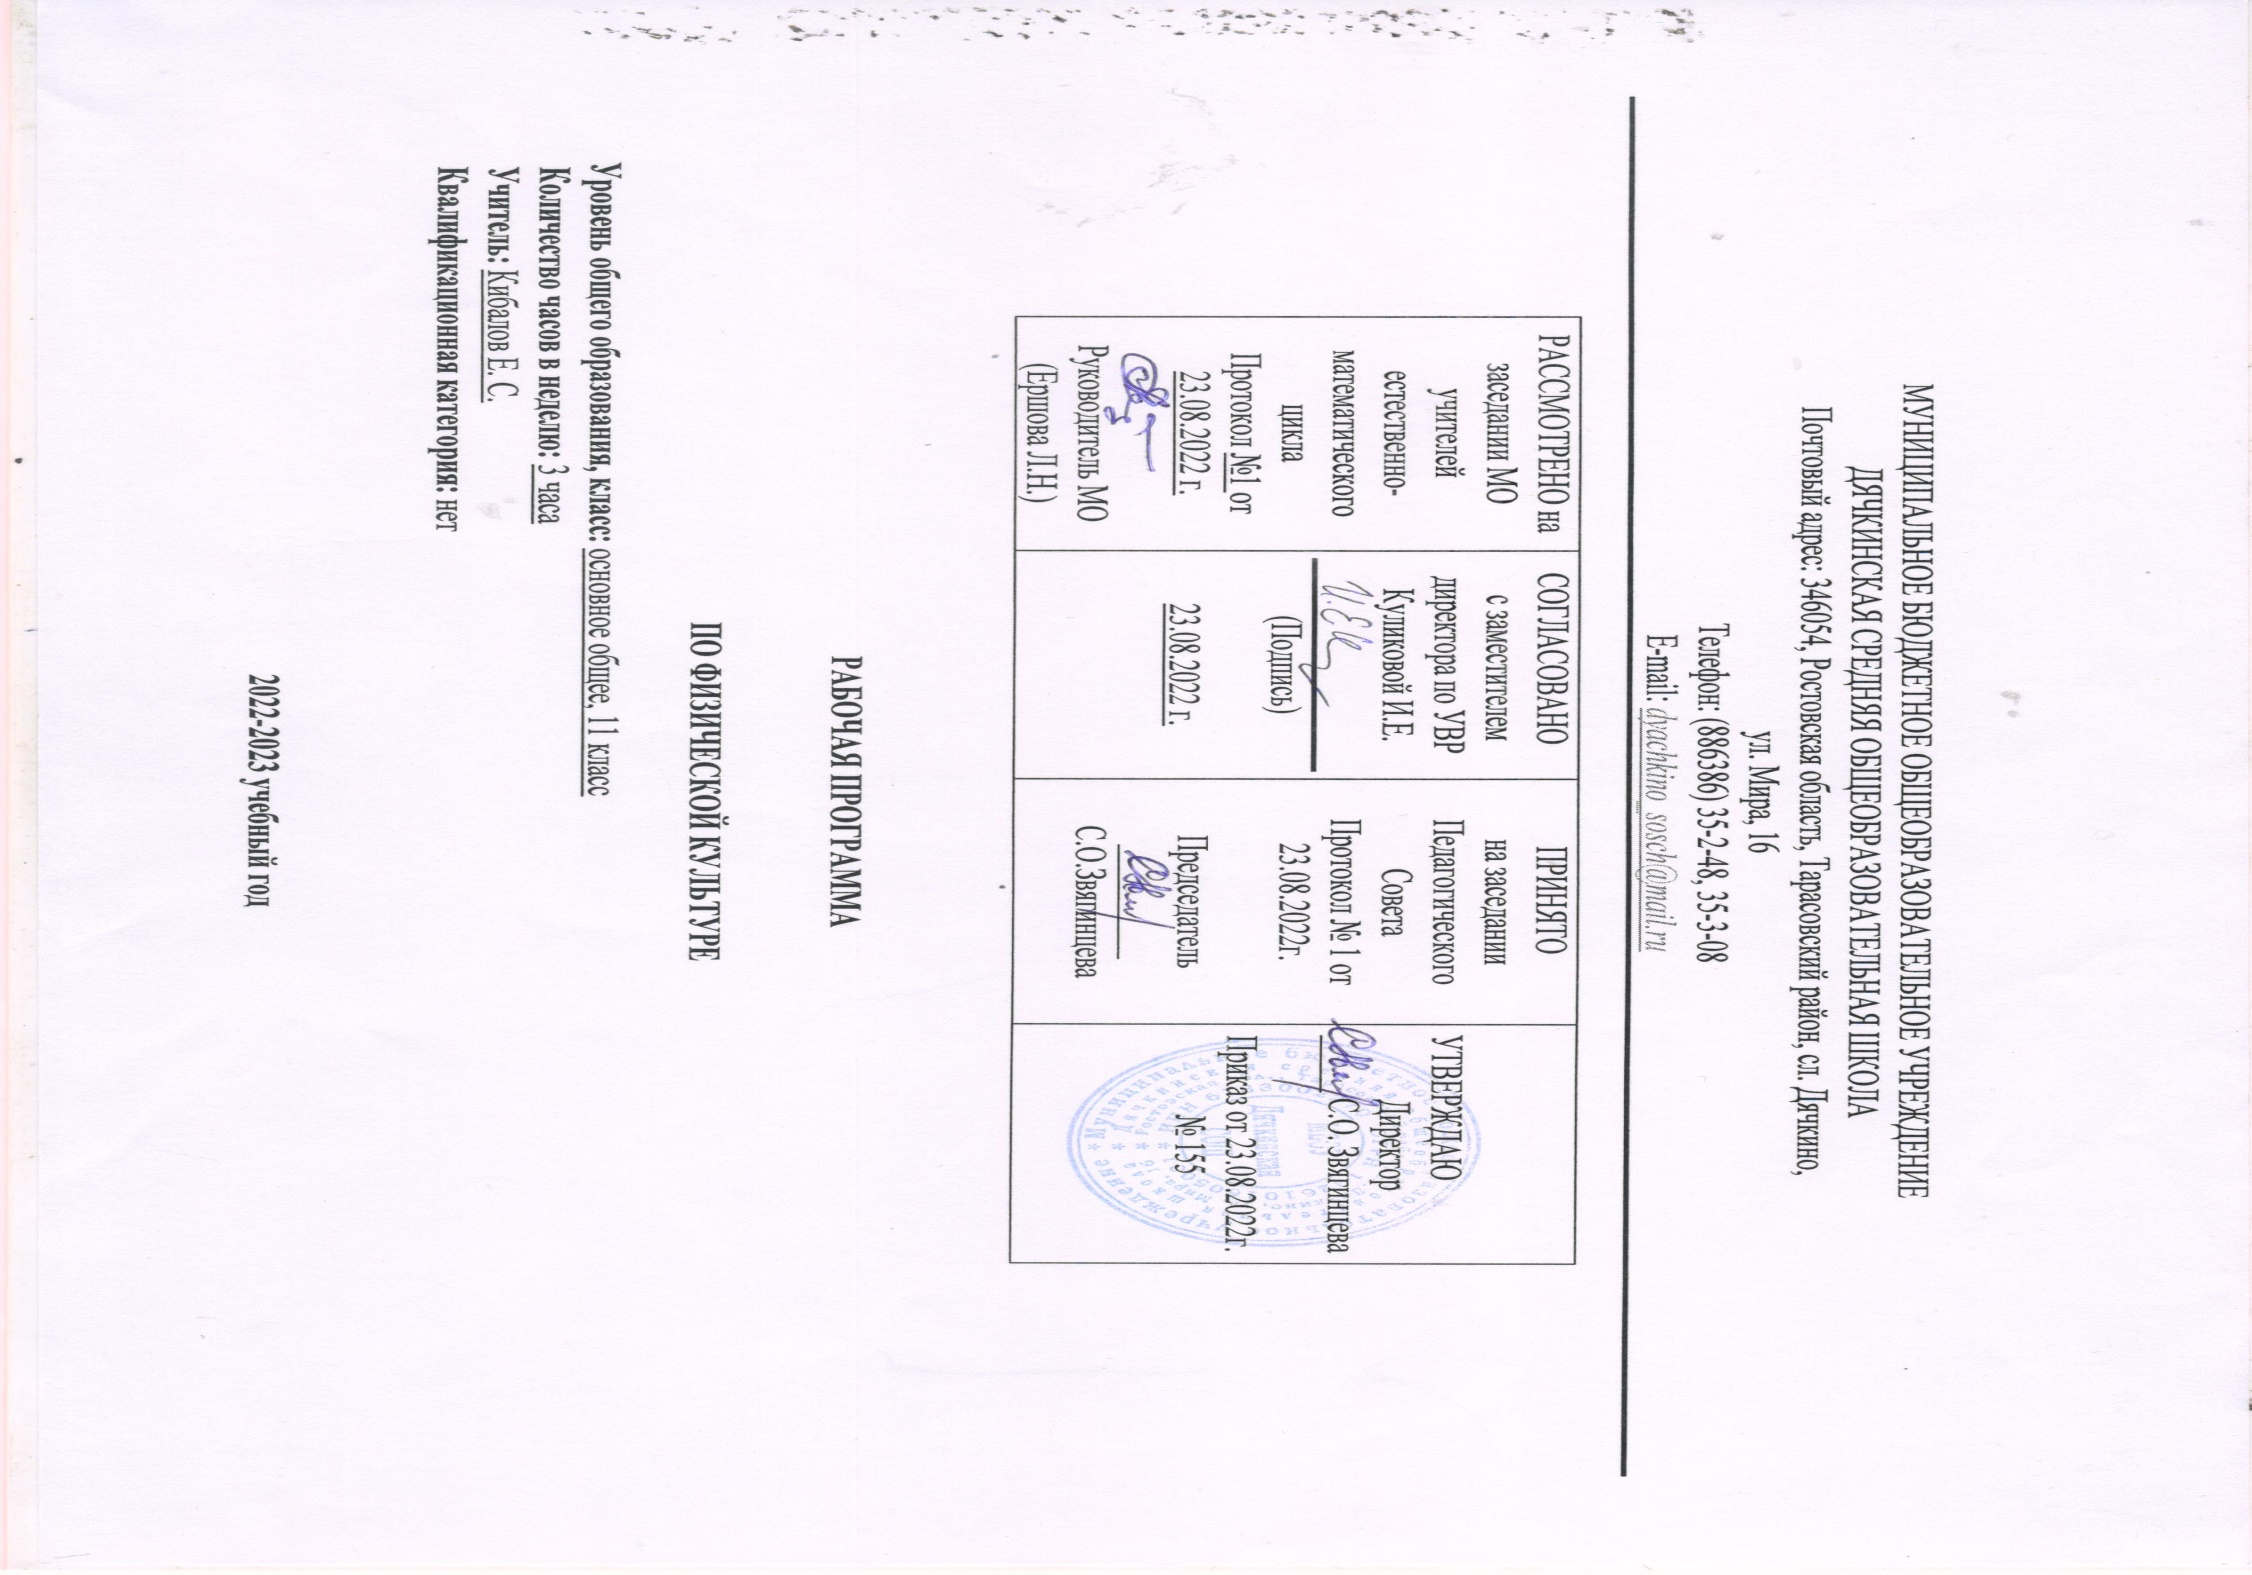 МУНИЦИПАЛЬНОЕ БЮДЖЕТНОЕ ОБЩЕОБРАЗОВАТЕЛЬНОЕ УЧРЕЖДЕНИЕ
ДЯЧКИНСКАЯ СРЕДНЯЯ ОБЩЕОБРАЗОВАТЕЛЬНАЯ ШКОЛА
Почтовый адрес: 346054, Ростовская область, Тарасовский район, сл. Дячкино,
ул. Мира, 16
Телефон: (886386) 35-2-48, 35-3-08
E-mail: dyachkino_sosch@mail.ru
РАССМОТРЕНО на
заседании МО
учителей
естественно-
математического
цикла
Протокол №1 от
23.08.2022 г.
Руководитель МО
(Ершова Л.Н.)
СОГЛАСОВАНО
с заместителем
директора по УВР
Куликовой И.Е.
(Подпись)
23.08.2022 г.
ПРИНЯТО
на заседании
Педагогического
Совета
Протокол № 1 от
23.08.2022г.
Председатель
С.О.Звягинцева
УТВЕРЖДАЮ
Директор
С.О. Звягинцева
Приказ от 23.08.2022г.
№ 155
РАБОЧАЯ ПРОГРАММА
ПО ФИЗИЧЕСКОЙ КУЛЬТУРЕ
Уровень общего образования, класс: основное общее, 11 класс
Количество часов в неделю: 3 часа
Учитель: Кибалов Е. С.
Квалификационная категория: нет
2022-2023 учебный год